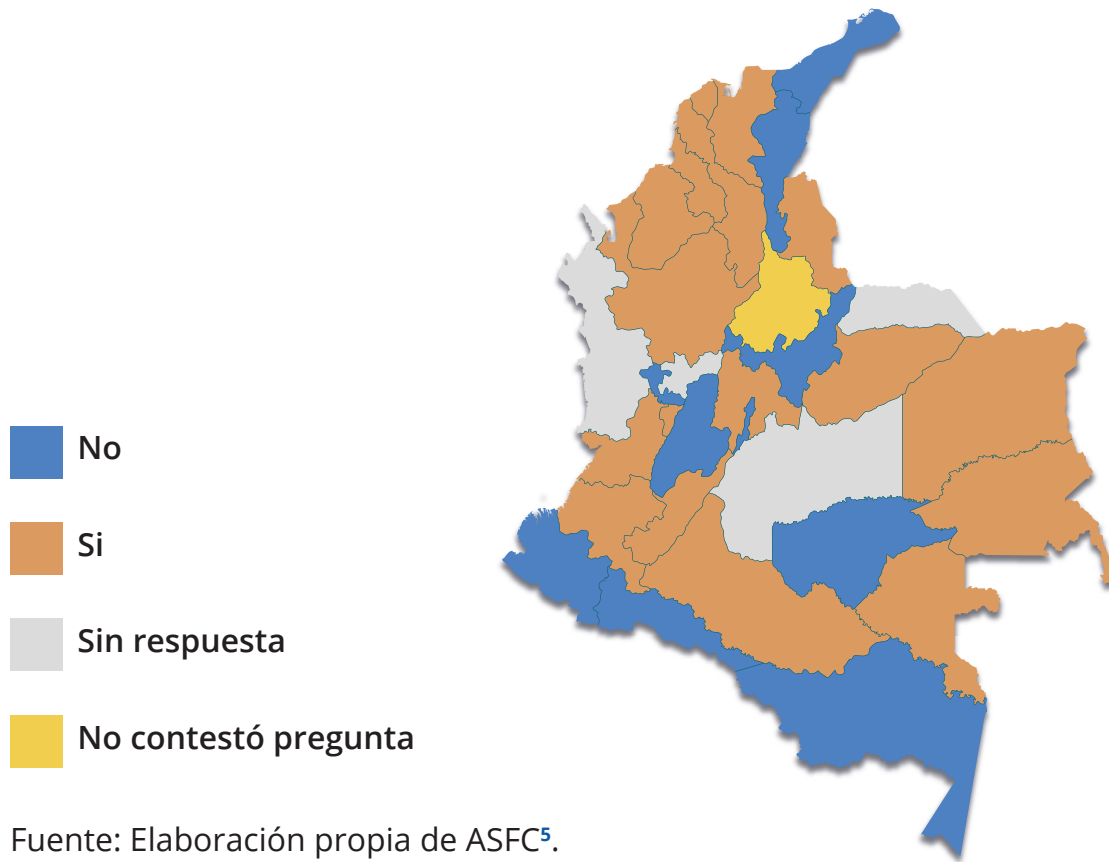 No
Si
Sin respuesta
No contestó pregunta
Fuente: Elaboración propia de ASFC⁵.